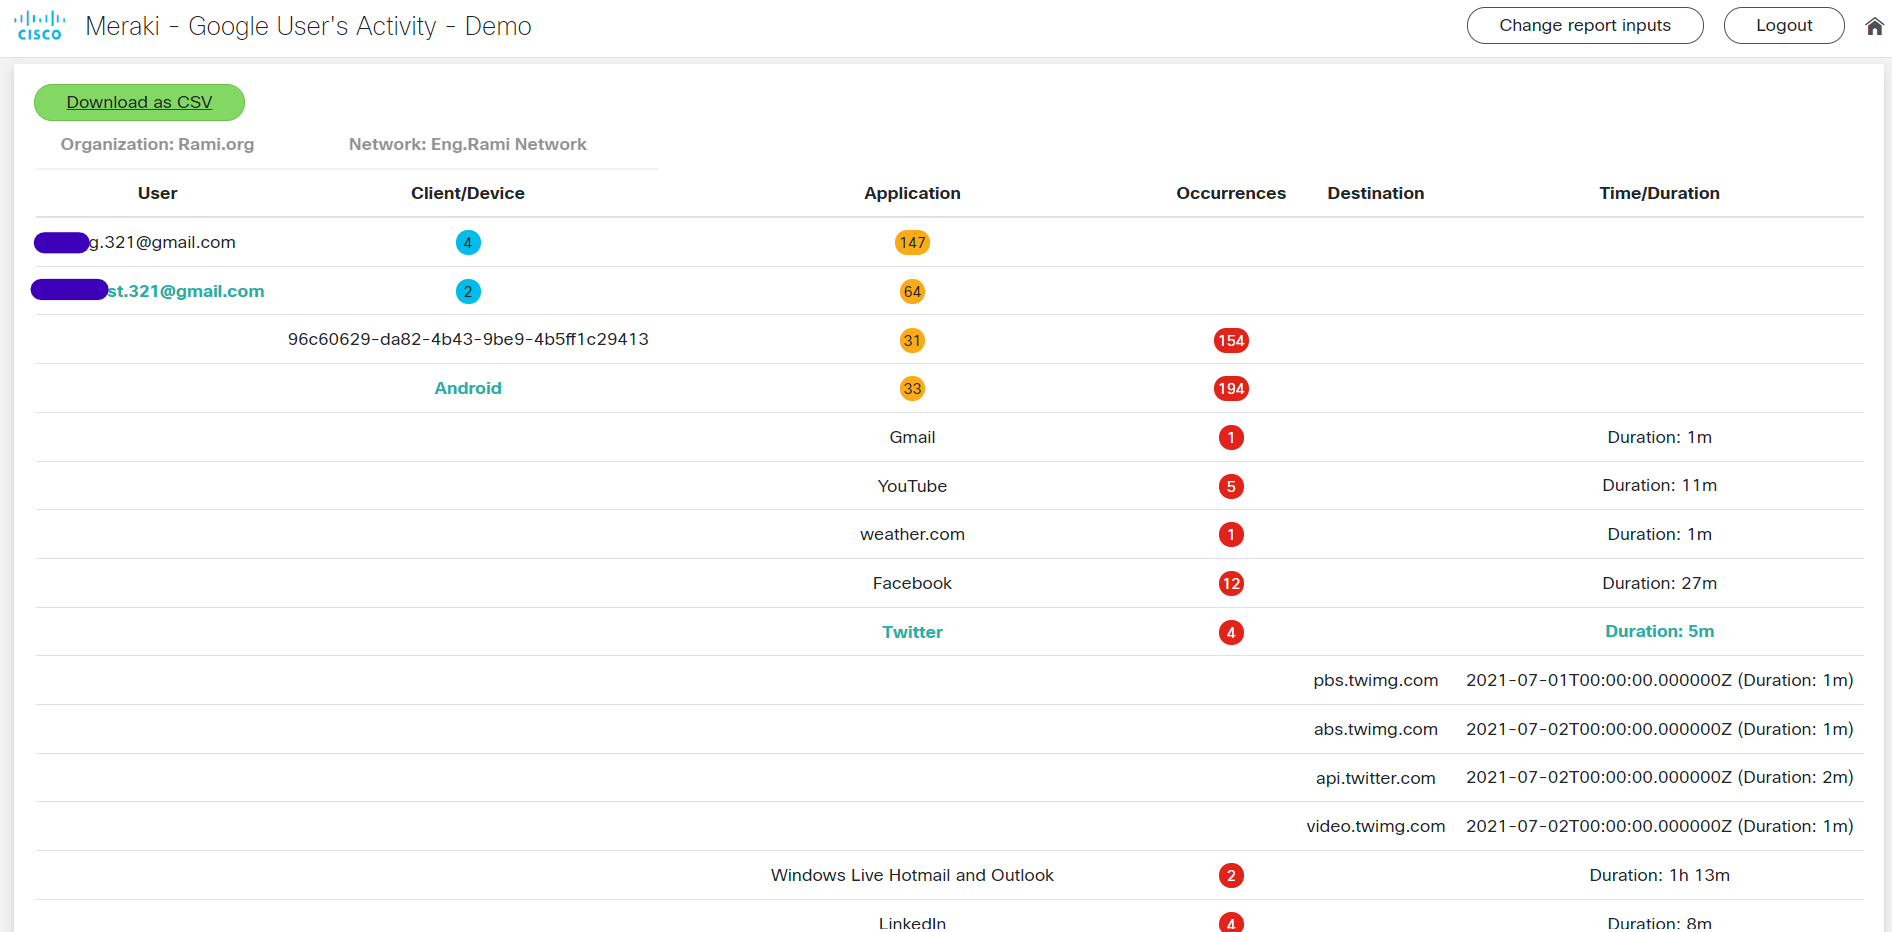 cisco Meraki - Google User's Activity - Demo Change report inputs Logout
Download as CSV
Organization: Rami.org Network: Eng.Rami Network
User Client/Device Application Occurrences Destination Time/Duration
g.321@gmail.com 4 147
st.321@gmail.com 2 64
96c60629-da82-4b43-9be9-4b5ff1c29413 31 154
Android 33 194
Gmail 1 Duration: 1m
YouTube 5 Duration: 11m
weather.com 1 Duration: 1m
Facebook 12 Duration: 27m
Twitter 4 Duration: 5m
pbs.twimg.com 2021-07-01T00:00:00.000000Z (Duration: 1m)
abs.twimg.com 2021-07-02T00:00:00.000000Z (Duration: 1m)
api.twitter.com 2021-07-02T00:00:00.000000Z (Duration: 2m)
video.twimg.com 2021-07-02T00:00:00.000000Z (Duration: 1m)
Windows Live Hotmail and Outlook 2 Duration: 1h 13m
LinkedIn 4 Duration: 8m